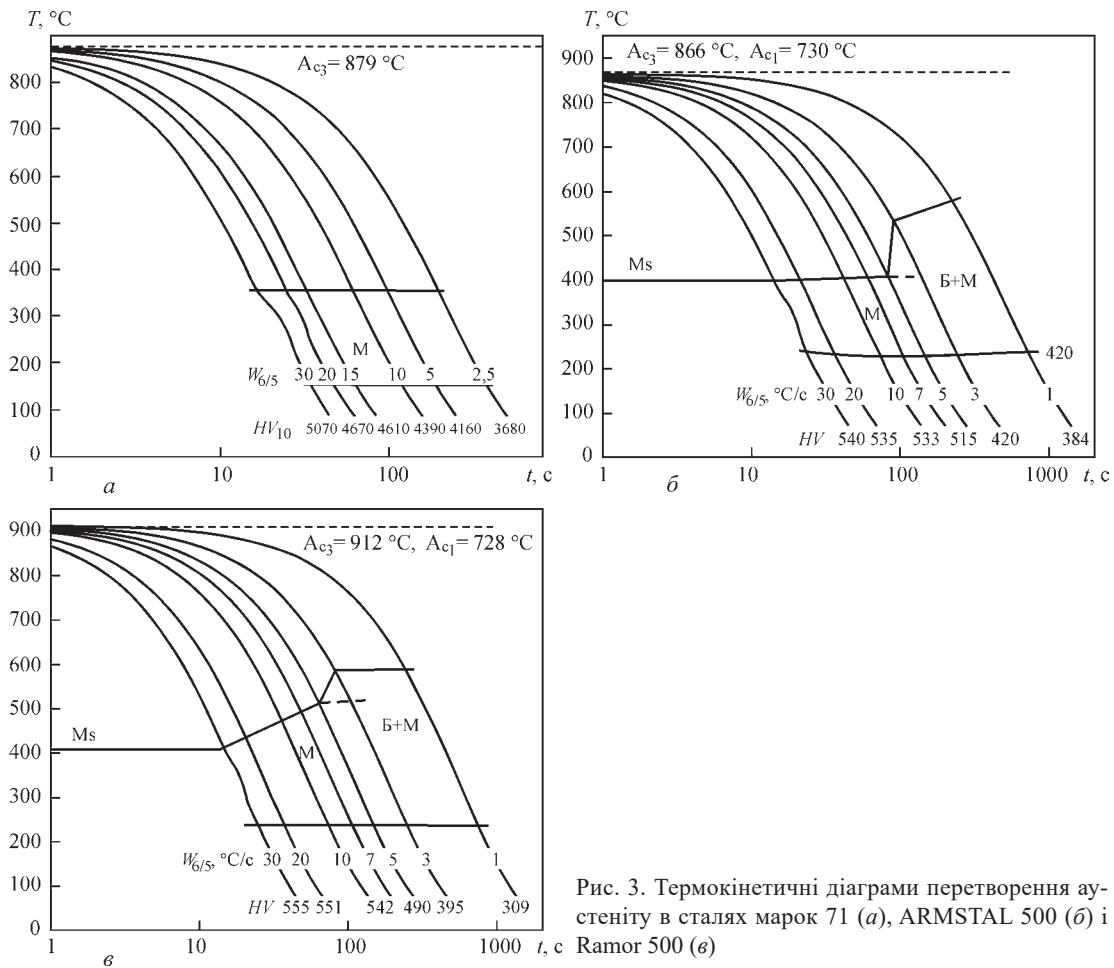 T, °C
800
700
600
500
400
300
200
100
0
A_c3 = 879 °C
M
W_6/5 30 20 15 10 5 2,5
HV_10 5070 4670 4610 4390 4160 3680
1 10 100 t, с
а
T, °C
900
800
700
600
500
400
300
200
100
0
A_c3 = 866 °C, A_c1 = 730 °C
Ms
Б+М
M
420
W_6/5, °C/с 30 20 10 7 5 3 1
HV 540 535 533 515 420 384
1 10 100 1000 t, с
б
900
800
700
600
500
400
300
200
100
0
A_c3 = 912 °C, A_c1 = 728 °C
Ms
Б+М
M
W_6/5, °C/с 30 20 10 7 5 3 1
HV 555 551 542 490 395 309
1 10 100 1000 t, с
в
Рис. 3. Термокінетичні діаграми перетворення ау-
стеніту в сталях марок 71 (а), ARMSTAL 500 (б) і
Ramor 500 (в)